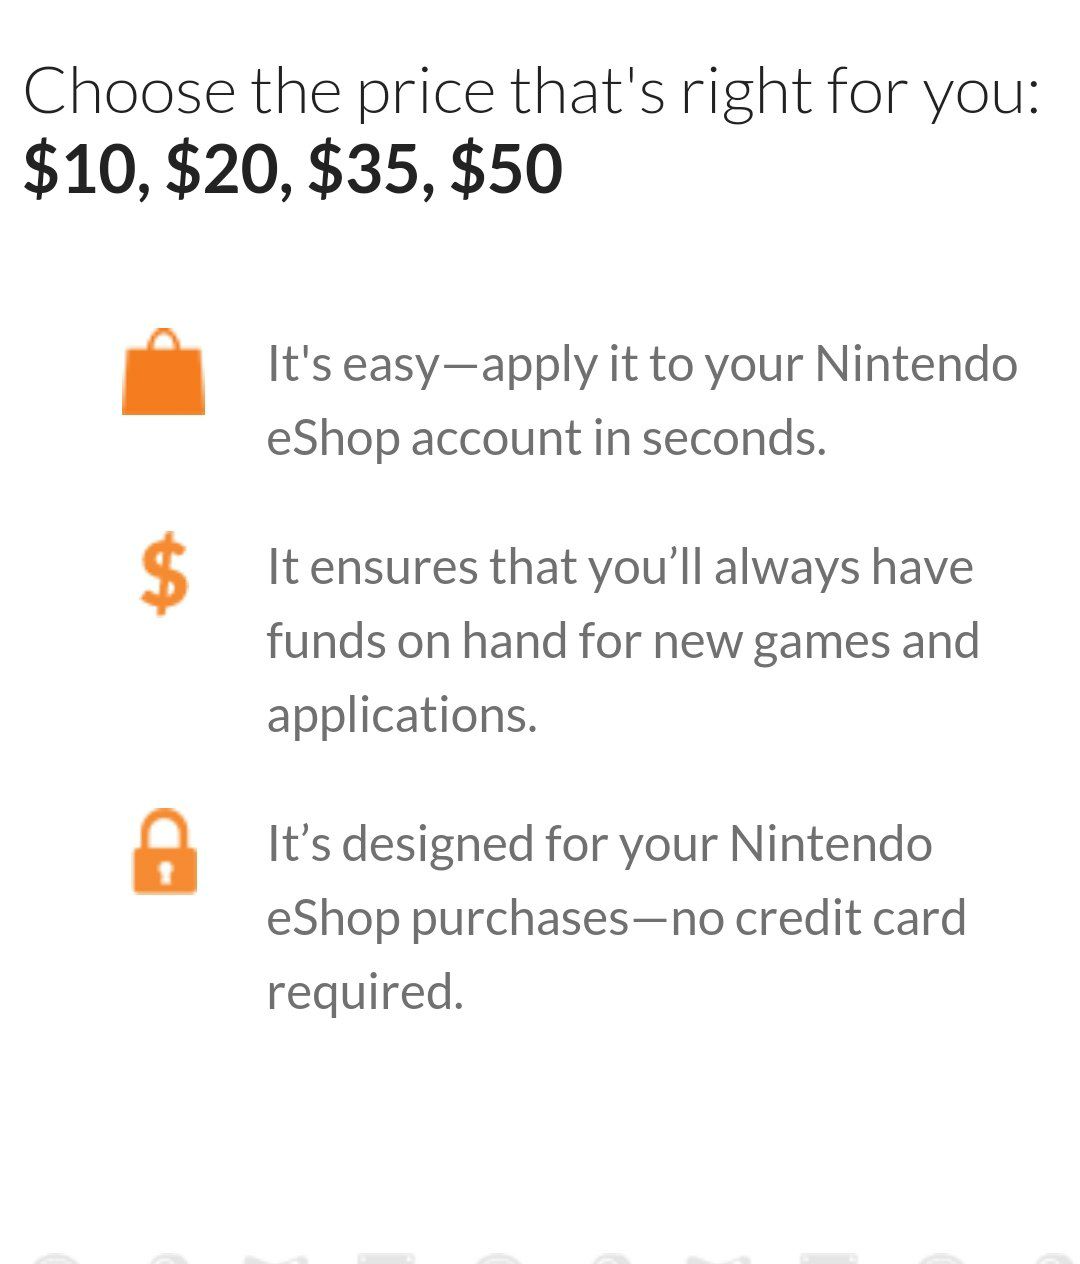 Choose the price that's right for you:
$10, $20, $35, $50
It's easy—apply it to your Nintendo
eShop account in seconds.
$
It ensures that you’ll always have
funds on hand for new games and
applications.
It’s designed for your Nintendo
eShop purchases—no credit card
required.